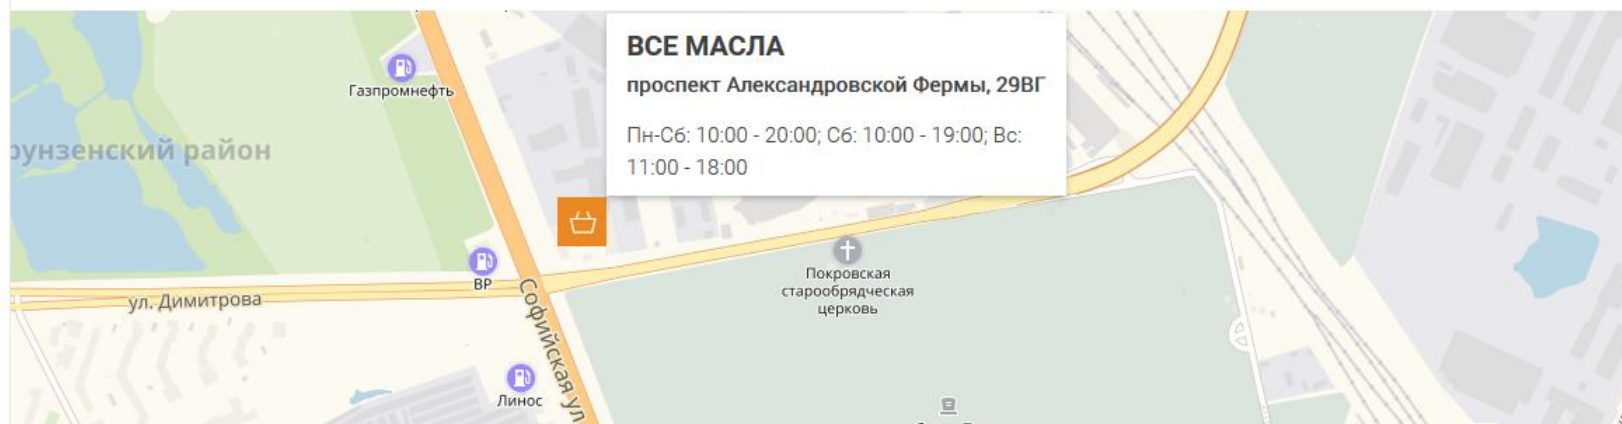 ВСЕ МАСЛА
проспект Александровской Фермы, 29ВГ
Пн-Сб: 10:00 - 20:00; Сб: 10:00 - 19:00; Вс:
11:00 - 18:00
Газпромнефть
рунзенский район
BP
ул. Димитрова
Софийская ул
Покровская
старообрядческая
церковь
Линос